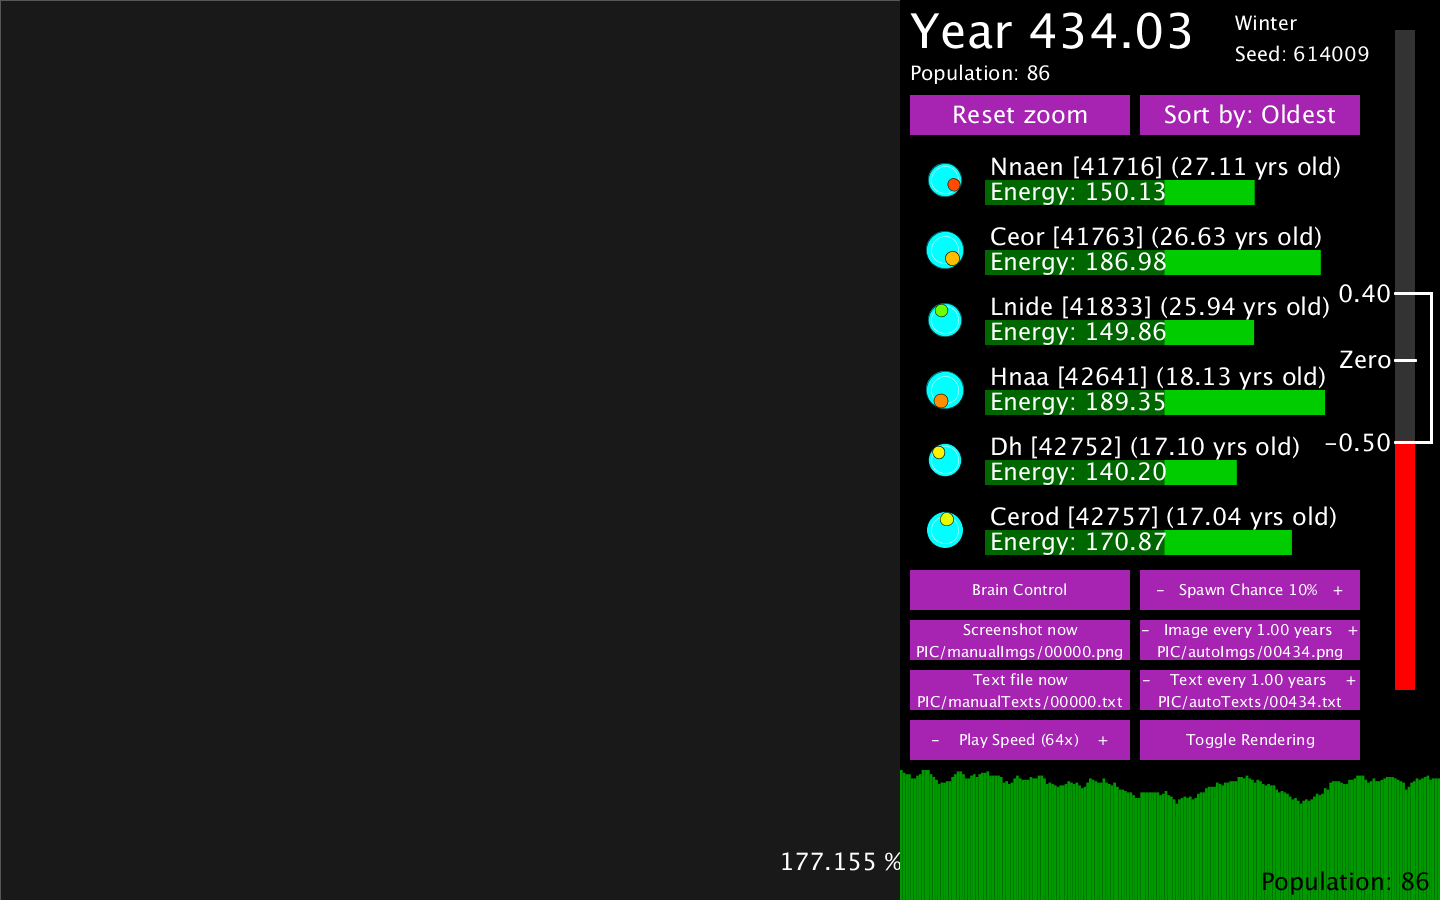 Year 434.03
Winter
Seed: 614009
Population: 86
Reset zoom
Sort by: Oldest
Nnaen [41716] (27.11 yrs old)
Energy: 150.13
Ceor [41763] (26.63 yrs old)
Energy: 186.98
Lnide [41833] (25.94 yrs old)
Energy: 149.86
Hnaa [42641] (18.13 yrs old)
Energy: 189.35
Dh [42752] (17.10 yrs old)
Energy: 140.20
Cerod [42757] (17.04 yrs old)
Energy: 170.87
0.40
Zero
-0.50
Brain Control
- Spawn Chance 10% +
Screenshot now
PIC/manualImgs/00000.png
- Image every 1.00 years +
PIC/autoImgs/00434.png
Text file now
PIC/manualTexts/00000.txt
- Text every 1.00 years +
PIC/autoTexts/00434.txt
- Play Speed (64x) +
Toggle Rendering
177.155 %
Population: 86